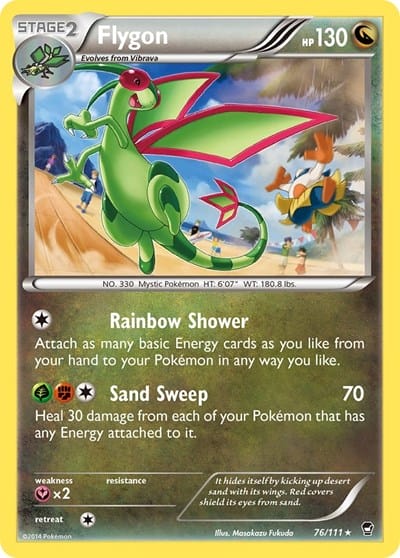 STAGE2
Flygon
HP130
Evolves from Vibrava
NO. 330 Mystic Pokémon HT: 6'07" WT: 180.8 lbs.
Rainbow Shower
Attach as many basic Energy cards as you like from
your hand to your Pokémon in any way you like.
Sand Sweep 70
Heal 30 damage from each of your Pokémon that has
any Energy attached to it.
weakness
resistance
×2
It hides itself by kicking up desert
sand with its wings. Red covers
shield its eyes from sand.
retreat
©2014 Pokémon
Illus. Masakazu Fukuda
76/111